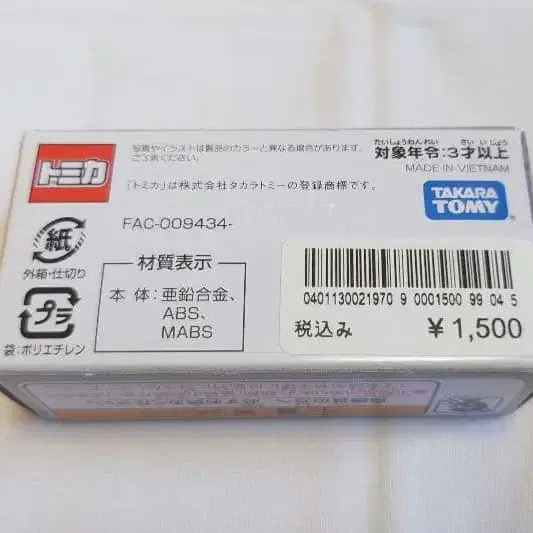 トミカ
写真やイラストは製品のカラーと異なる場合があります。
ご了承ください。
「トミカ」は株式会社タカラトミーの登録商標です。
たいしょうねんれい さい いじょう
対象年令:3才以上
MADE IN VIETNAM
TAKARA
TOMY
FAC-009434-
紙
外箱・仕切り
プラ
袋:ポリエチレン
材質表示
本 体:亜鉛合金、
ABS、
MABS
0401130021970 9 0001500 99 04 5
税込み ¥1,500